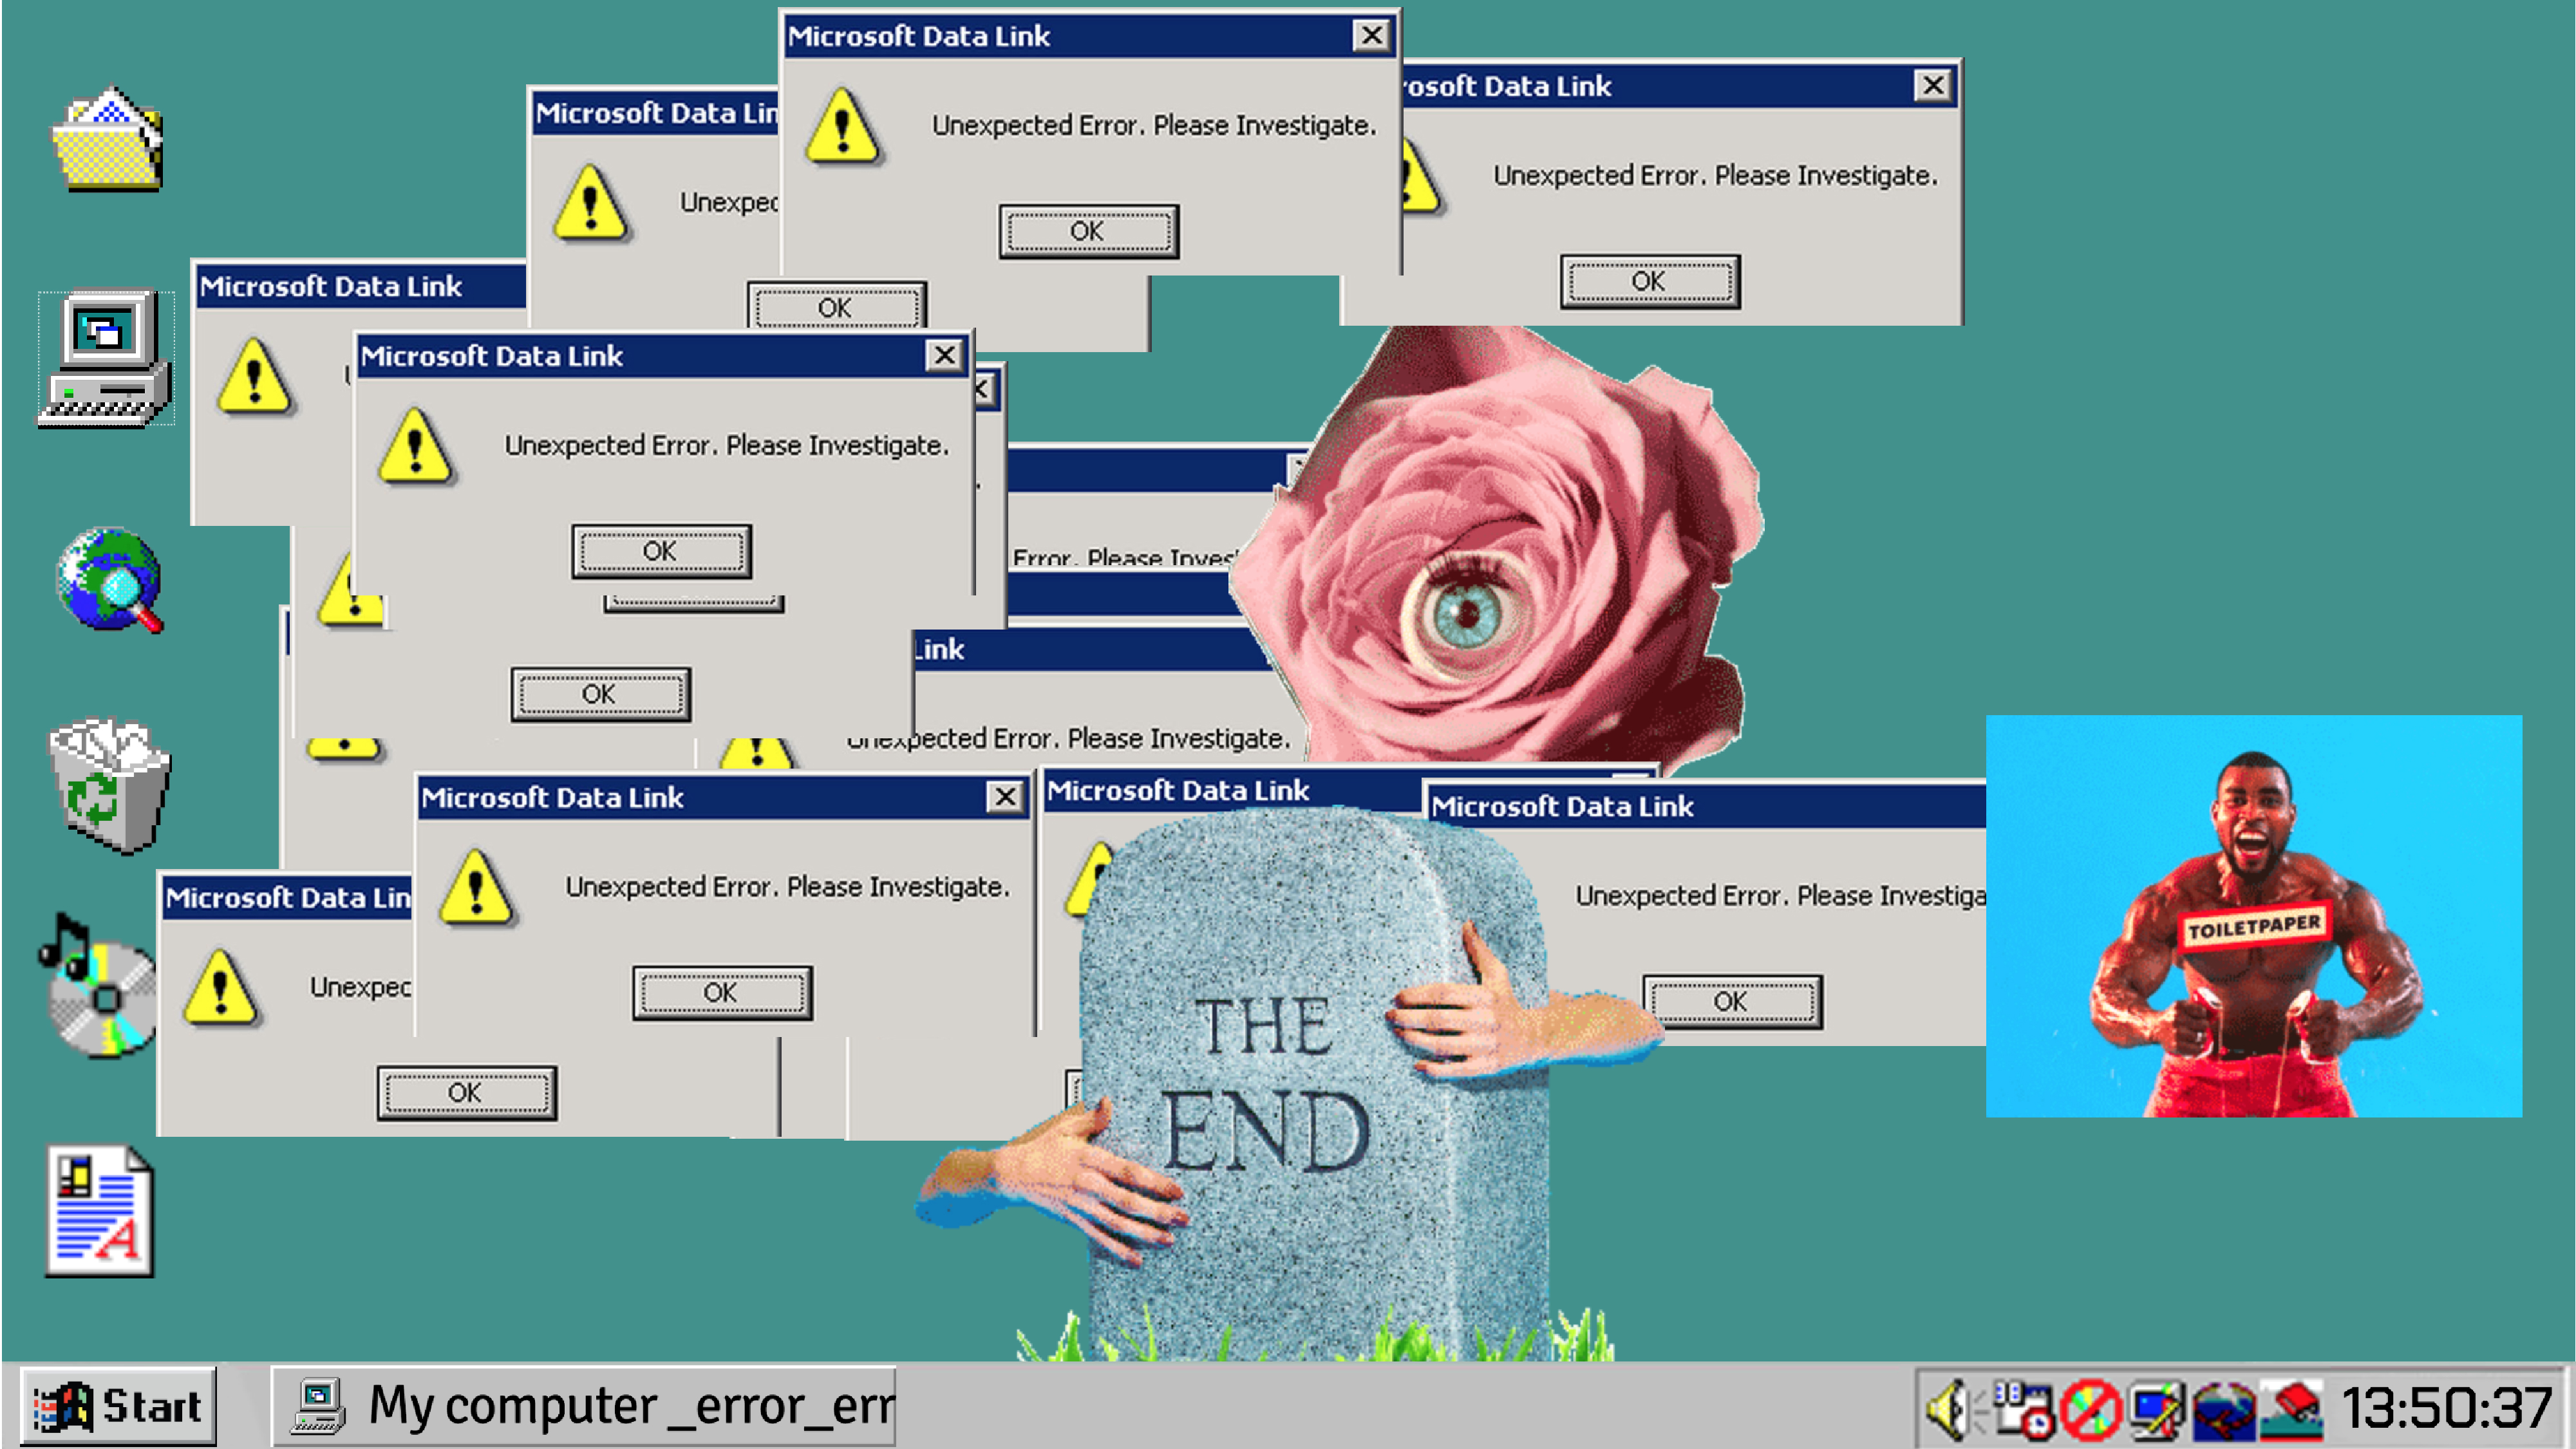 Microsoft Data Link
Unexpected Error. Please Investigate.
OK
rosoft Data Link
Unexpected Error. Please Investigate.
OK
Microsoft Data Lin
Unexpec
OK
Microsoft Data Link
Microsoft Data Link
Unexpected Error. Please Investigate.
OK
Error. Please Invest
OK
Link
Unexpected Error. Please Investigate.
Microsoft Data Link
Unexpected Error. Please Investigate.
OK
Microsoft Data Link
Microsoft Data Link
Unexpected Error. Please Investiga
OK
Microsoft Data Lin
Unexpec
OK
TOILETPAPER
THE
END
Start
My computer _error_err
13:50:37